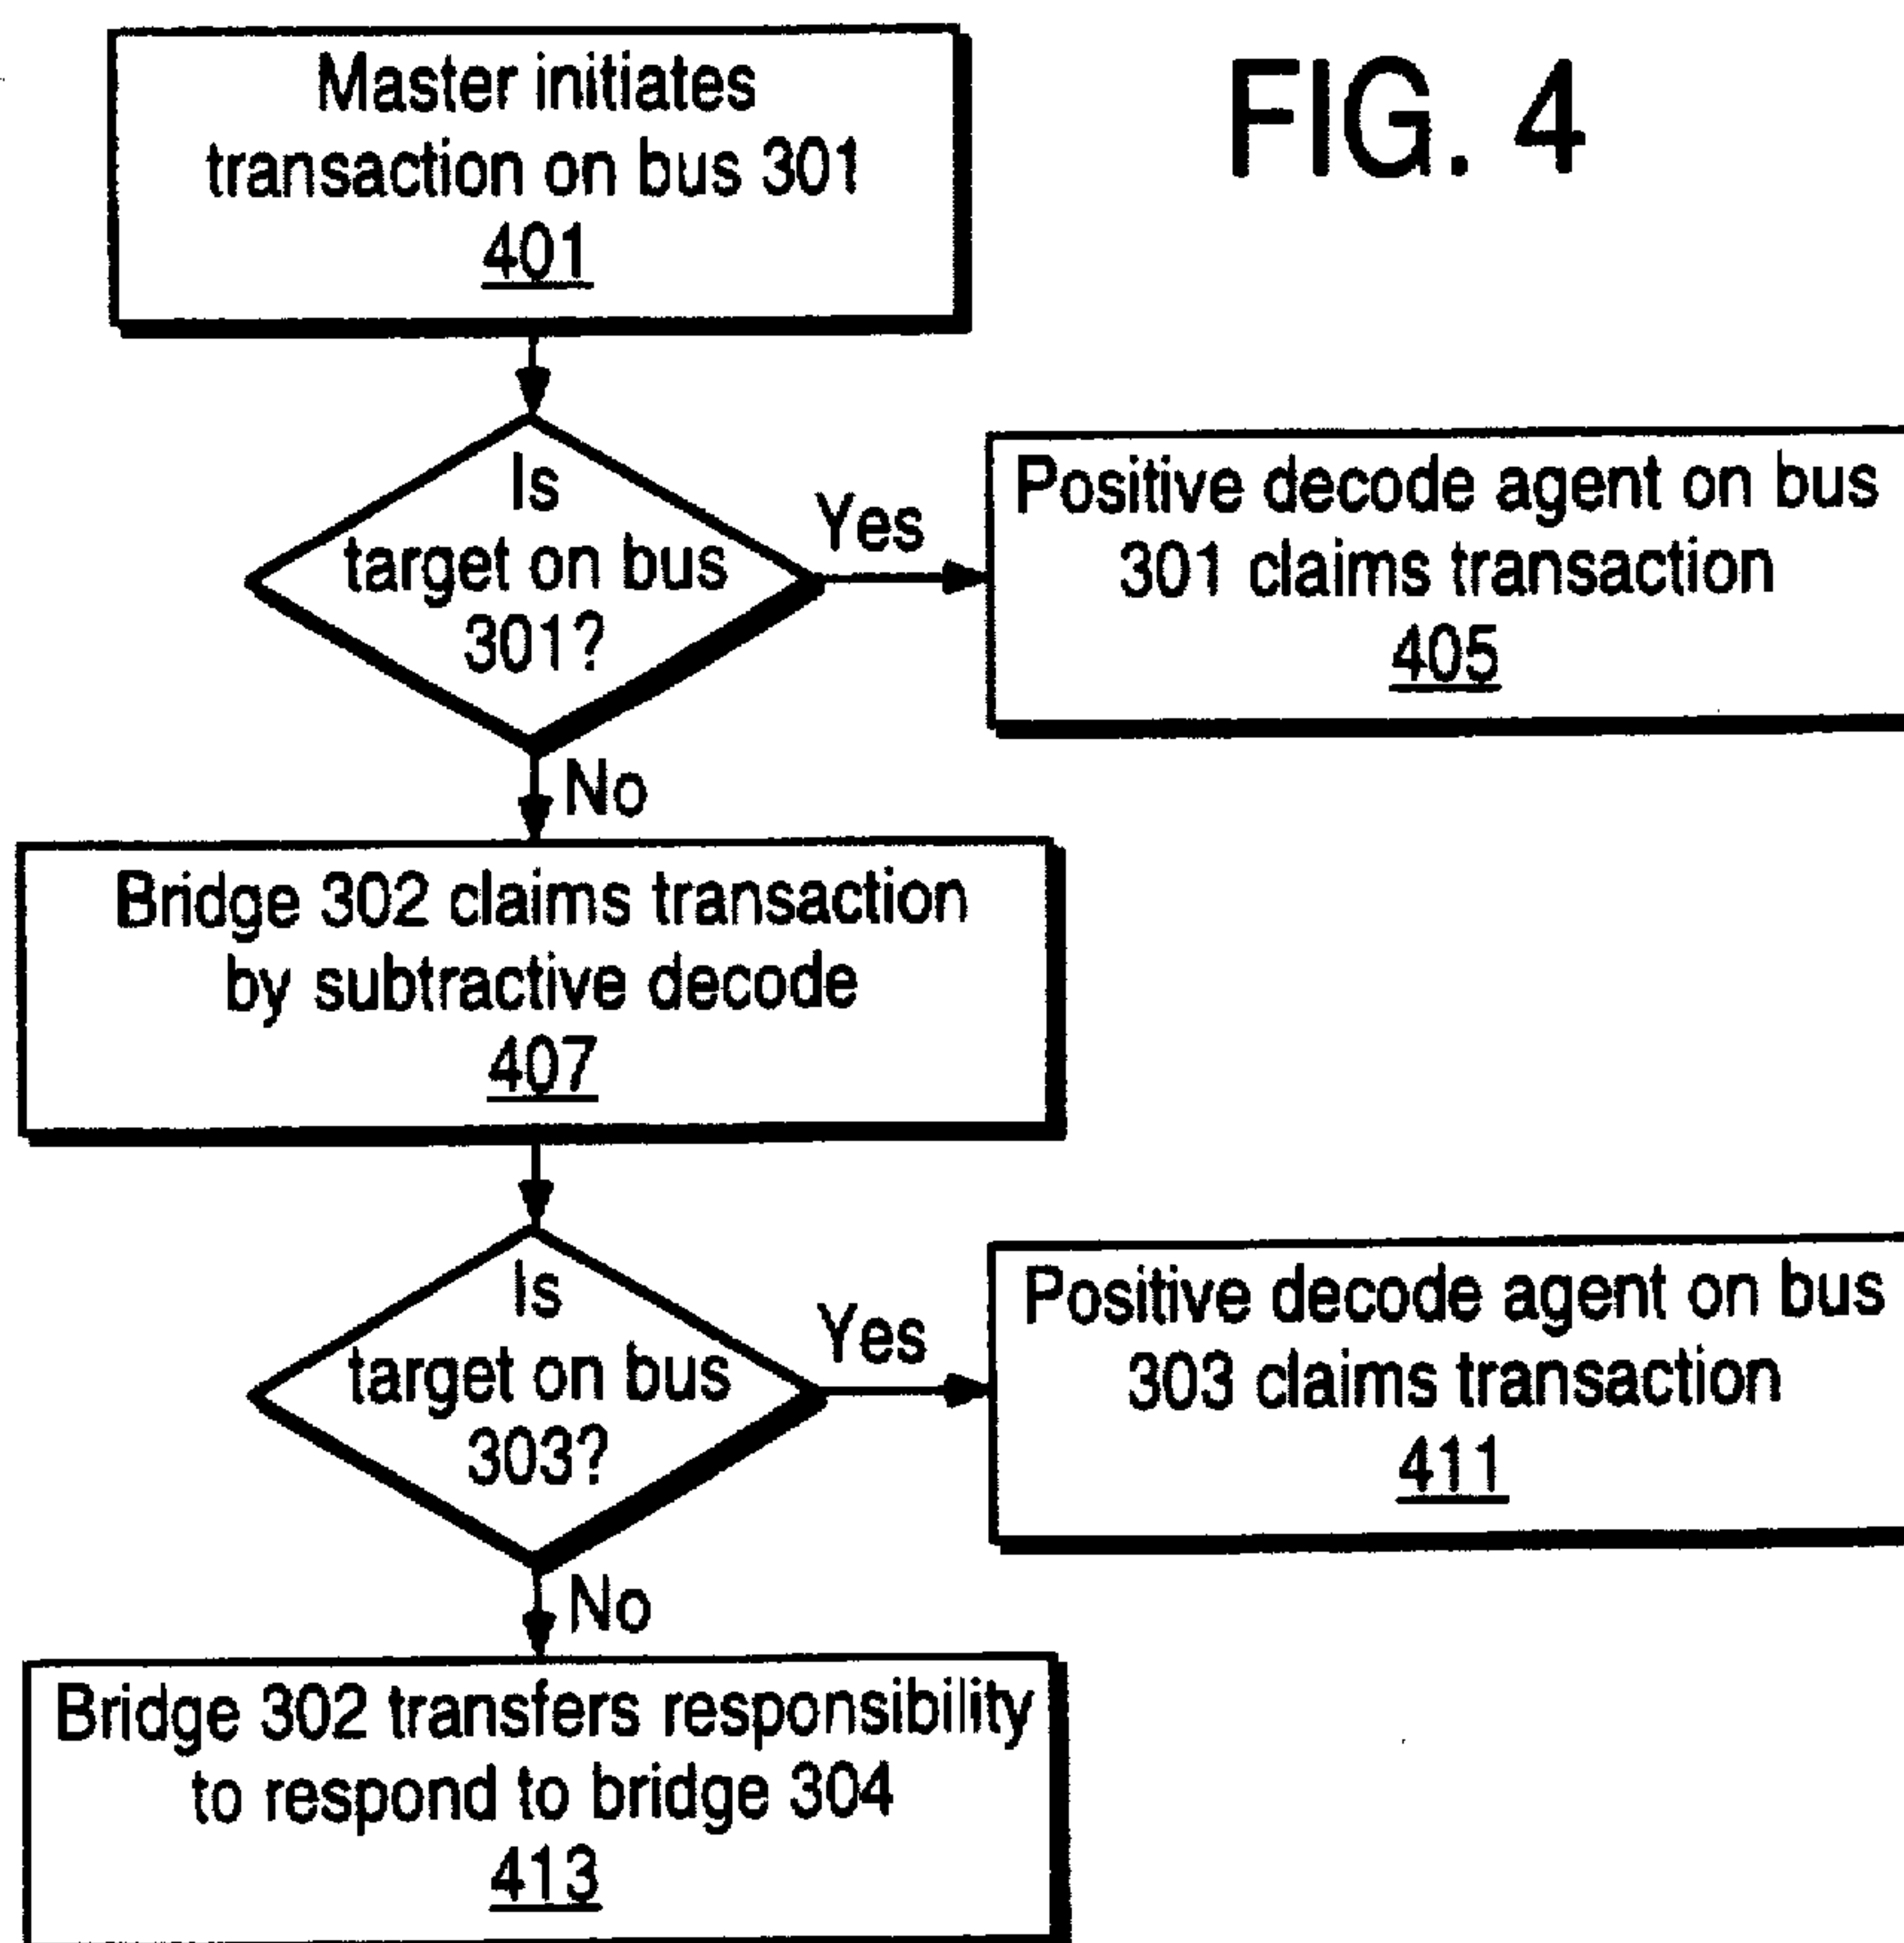 FIG. 4
Master initiates
transaction on bus 301
401
Is
target on bus
301?
Yes
Positive decode agent on bus
301 claims transaction
405
No
Bridge 302 claims transaction
by subtractive decode
407
Is
target on bus
303?
Yes
Positive decode agent on bus
303 claims transaction
411
No
Bridge 302 transfers responsibility
to respond to bridge 304
413